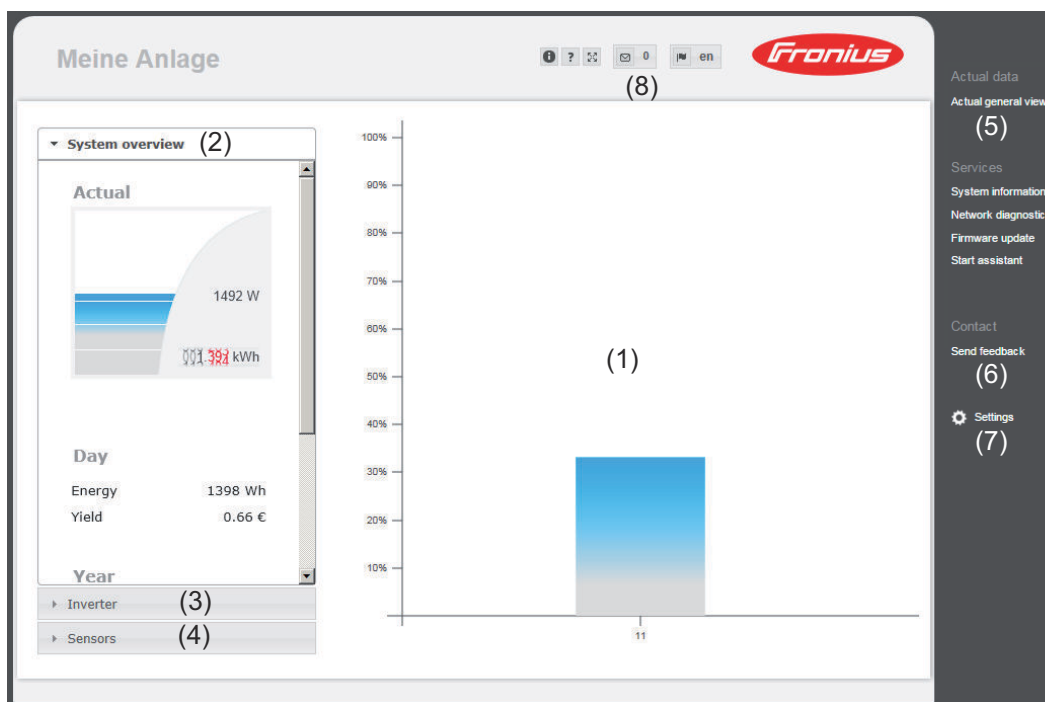 Meine Anlage
i ? 0 en
Fronius
(8)
System overview (2)
Actual
1492 W
kWh
Day
Energy 1398 Wh
Yield 0.66 €
Year
Inverter (3)
Sensors (4)
100%
90%
80%
70%
60%
50%
40%
30%
20%
10%
(1)
11
Actual data
Actual general view
(5)
Services
System information
Network diagnostic
Firmware update
Start assistant
Contact
Send feedback
(6)
Settings
(7)